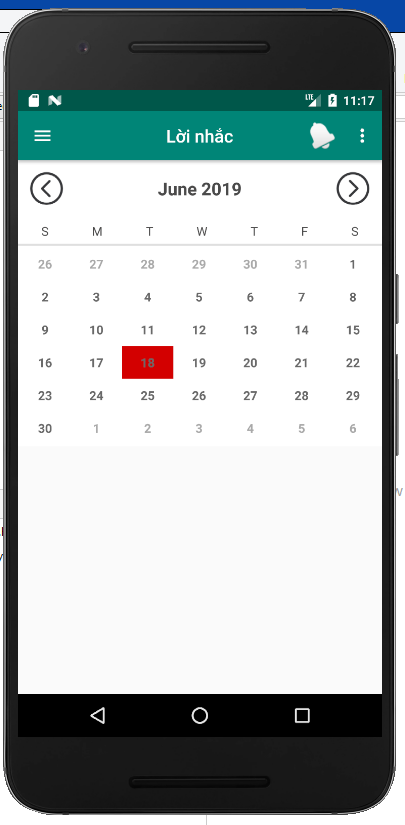 LTE 11:17
Lời nhắc
June 2019
S M T W T F S
26 27 28 29 30 31 1
2 3 4 5 6 7 8
9 10 11 12 13 14 15
16 17 18 19 20 21 22
23 24 25 26 27 28 29
30 1 2 3 4 5 6